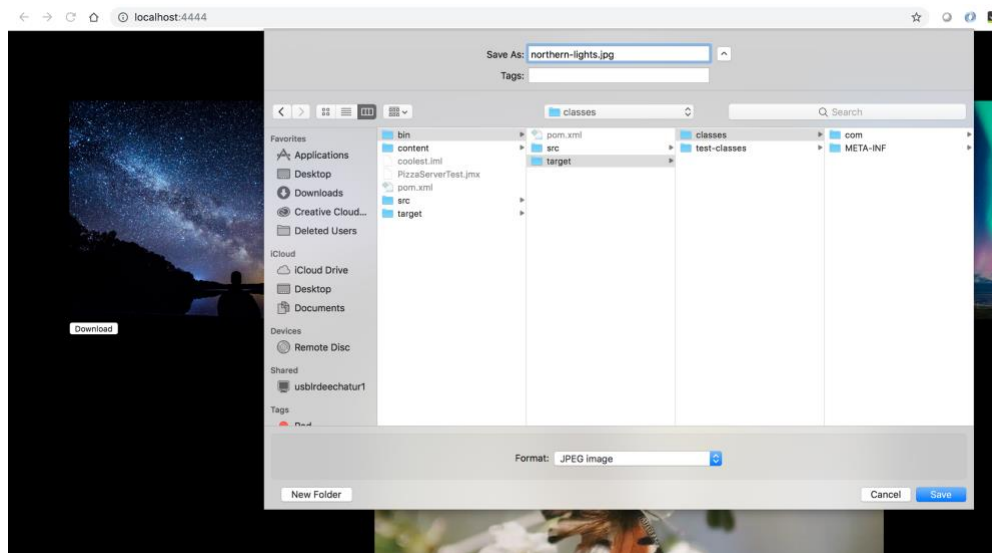 localhost:4444
Save As: northern-lights.jpg
Tags:
classes
Search
Favorites
Applications
Desktop
Downloads
Creative Cloud...
Deleted Users
iCloud
iCloud Drive
Desktop
Documents
Devices
Remote Disc
Shared
usblrdeechatur1
Tags
bin
content
coolest.iml
PizzaServerTest.jmx
pom.xml
src
target
pom.xml
src
target
classes
test-classes
com
META-INF
Download
Format: JPEG image
New Folder
Cancel
Save